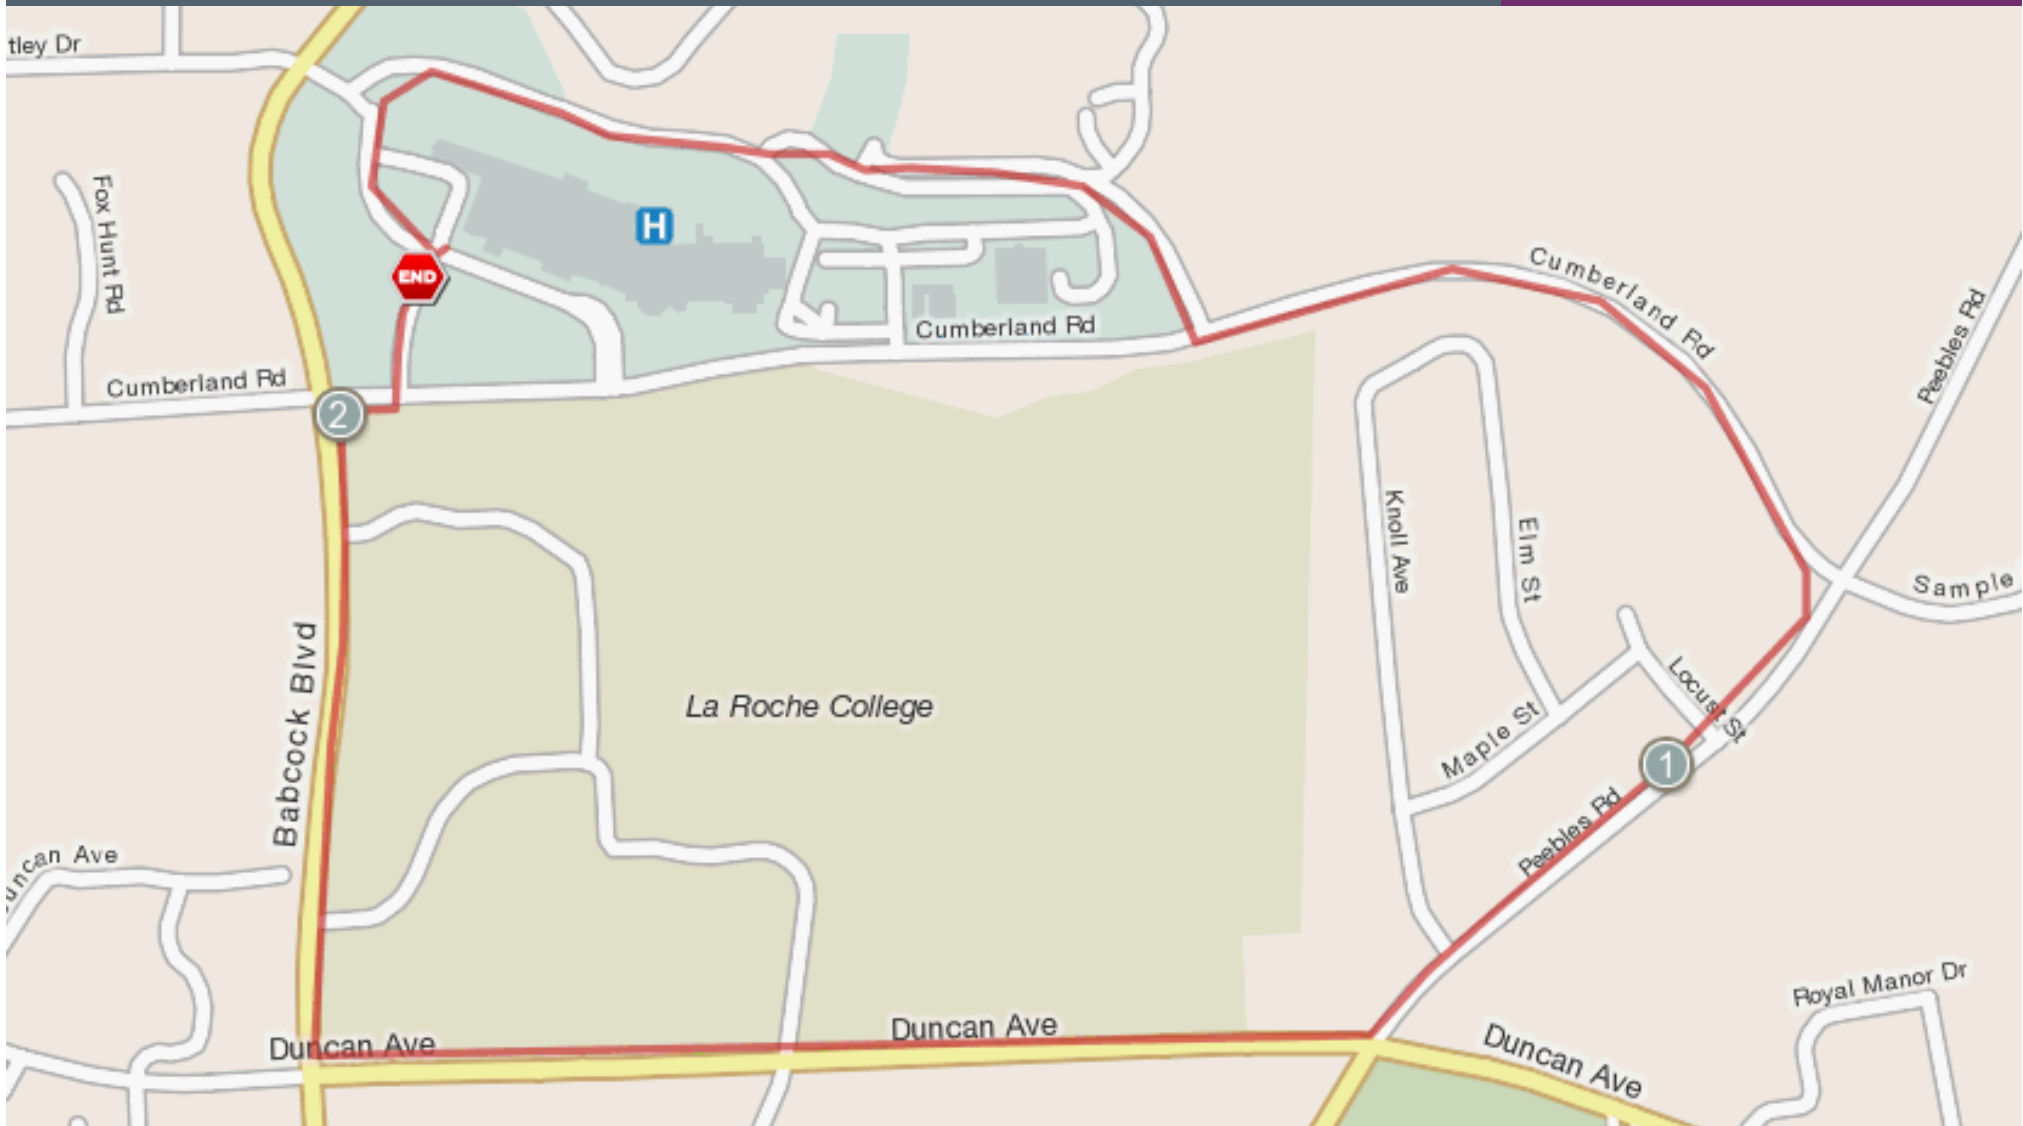 tley Dr
Fox Hunt Rd
H
END
Cumberland Rd
Cumberland Rd
Cumberland Rd
Peebles Rd
2
Knoll Ave
Elm St
Sample
Locust St
Maple St
1
Peebles Rd
La Roche College
Babcock Blvd
uncan Ave
Duncan Ave
Duncan Ave
Duncan Ave
Royal Manor Dr